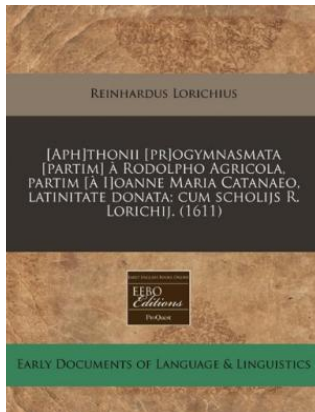 REINHARDUS LORICHIUS
[APH]THONII [PR]OGYMNASMATA
[PARTIM] À RODOLPHO AGRICOLA,
PARTIM [À I]OANNE MARIA CATANAEO,
LATINITATE DONATA: CUM SCHOLIJS R.
LORICHIJ. (1611)
EEBO
Editions
PROQUEST
EARLY DOCUMENTS OF LANGUAGE & LINGUISTICS